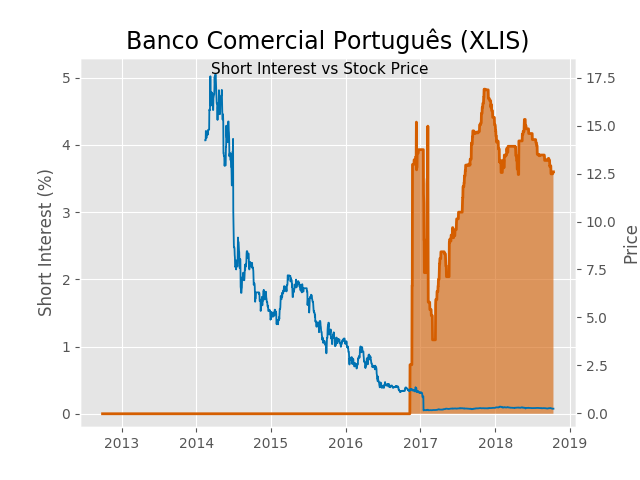 Banco Comercial Português (XLIS)
Short Interest vs Stock Price
Short Interest (%)
5
4
3
2
1
0
17.5
15.0
12.5
10.0
7.5
5.0
2.5
0.0
Price
2013 2014 2015 2016 2017 2018 2019